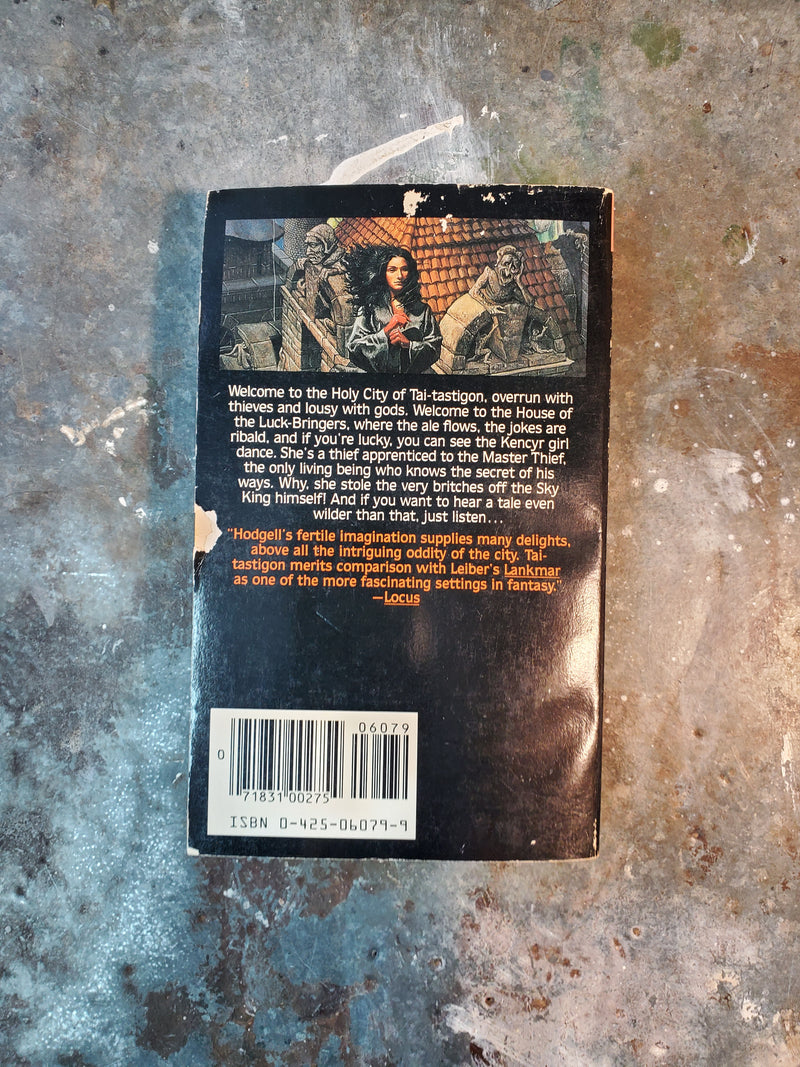 Welcome to the Holy City of Tai-tastigon, overrun with
thieves and lousy with gods. Welcome to the House of
the Luck-Bringers, where the ale flows, the jokes are
ribald, and if you're lucky, you can see the Kencyr girl
dance. She's a thief apprenticed to the Master Thief,
the only living being who knows the secret of his
ways. Why, she stole the very britches off the Sky
King himself! And if you want to hear a tale even
wilder than that, just listen...
"Hodgell's fertile imagination supplies many delights,
above all the intriguing oddity of the city. Tai-
tastigon merits comparison with Leiber's Lankmar
as one of the more fascinating settings in fantasy."
—Locus
06079
0
71831 00275
ISBN 0-425-06079-9